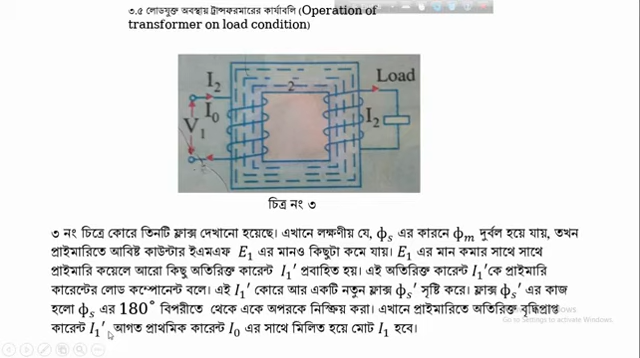 ৩.৫ লোডযুক্ত অবস্থায় ট্রান্সফরমারের কার্যাবলি (Operation of
transformer on load condition)
I₂
2
Load
I₀
I₂
V₁
চিত্র নং ৩
৩ নং চিত্রে কোরে তিনটি ফ্লাক্স দেখানো হয়েছে। এখানে লক্ষণীয় যে, ϕₛ এর কারনে ϕₘ দুর্বল হয়ে যায়, তখন
প্রাইমারিতে আবিষ্ট কাউন্টার ইএমএফ E₁ এর মানও কিছুটা কমে যায়। E₁ এর মান কমার সাথে সাথে
প্রাইমারি কয়েলে আরো কিছু অতিরিক্ত কারেন্ট I₁′ প্রবাহিত হয়। এই অতিরিক্ত কারেন্ট I₁′কে প্রাইমারি
কারেন্টের লোড কম্পোনেন্ট বলে। এই I₁′ কোরে আর একটি নতুন ফ্লাক্স ϕₛ′ সৃষ্টি করে। ফ্লাক্স ϕₛ′ এর কাজ
হলো ϕₛ এর 180° বিপরীতে থেকে একে অপরকে নিষ্ক্রিয় করা। এখানে প্রাইমারিতে অতিরিক্ত বৃদ্ধিপ্রাপ্ত
কারেন্ট I₁′ আগত প্রাথমিক কারেন্ট I₀ এর সাথে মিলিত হয়ে মোট I₁ হবে।
Activate Windows
Go to Settings to activate Windows.